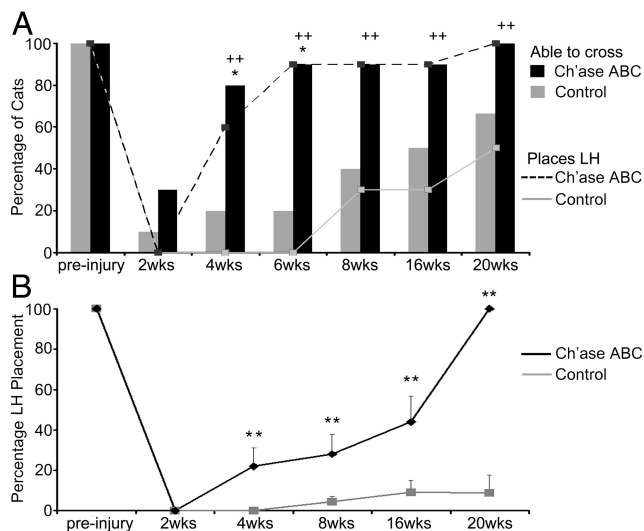 A
++ ++ ++ ++ ++
* *
100
80
60
40
20
0
Percentage of Cats
pre-injury 2wks 4wks 6wks 8wks 16wks 20wks
Able to cross
Ch'ase ABC
Control
Places LH
Ch'ase ABC
Control
B
100
80
60
40
20
0
Percentage LH Placement
** ** ** **
pre-injury 2wks 4wks 8wks 16wks 20wks
Ch'ase ABC
Control